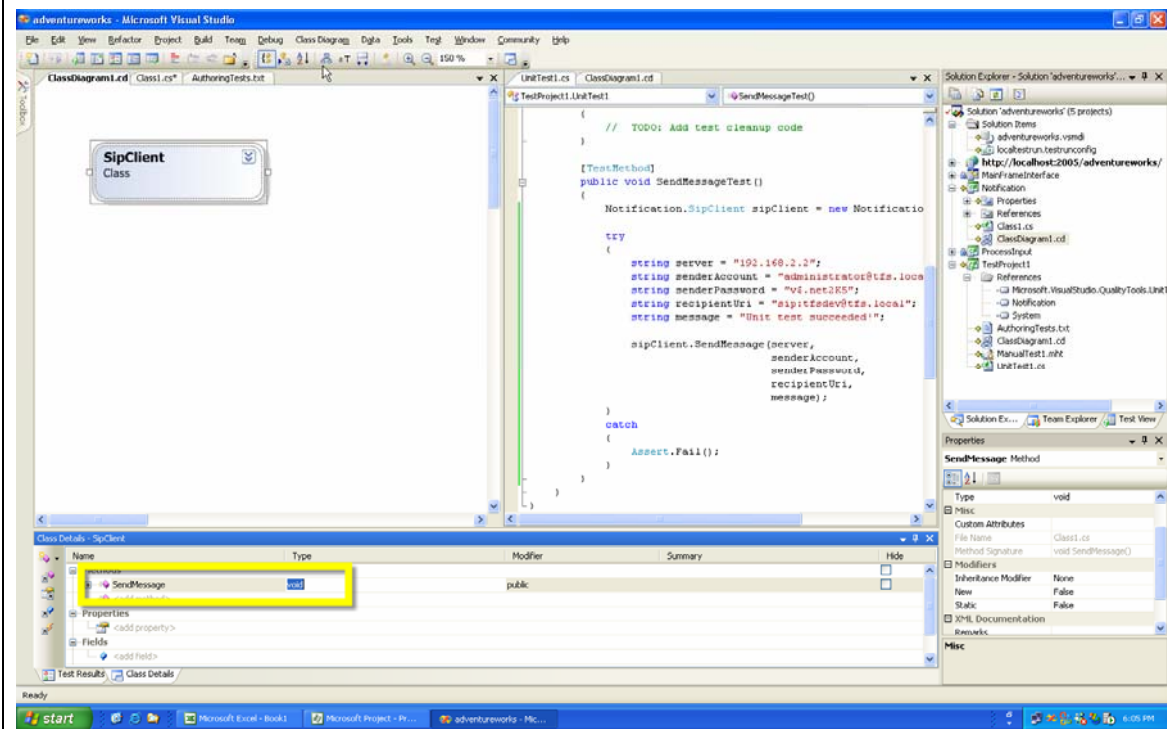 adventureworks - Microsoft Visual Studio
File Edit View Refactor Project Build Team Debug Class Diagram Data Tools Test Window Community Help
150 %
ClassDiagram1.cd Class1.cs* AuthoringTests.txt
SipClient
Class
UnitTest1.cs ClassDiagram1.cd
TestProject1.UnitTest1 SendMessageTest()
{
// TODO: Add test cleanup code
}
[TestMethod]
public void SendMessageTest()
{
Notification.SipClient sipClient = new Notificatio
try
{
string server = "192.168.2.2";
string senderAccount = "administrator@tfs.loca
string senderPassword = "v$.net2K5";
string recipientUri = "sip:tfsdev@tfs.local";
string message = "Unit test succeeded!";
sipClient.SendMessage(server,
senderAccount,
senderPassword,
recipientUri,
message);
}
catch
{
Assert.Fail();
}
}
}
}
Solution Explorer - Solution 'adventureworks'...
Solution 'adventureworks' (5 projects)
Solution Items
adventureworks.vsmdi
localtestrun.testrunconfig
http://localhost:2005/adventureworks/
MainFrameInterface
Notification
Properties
References
Class1.cs
ClassDiagram1.cd
ProcessInput
TestProject1
References
Microsoft.VisualStudio.QualityTools.UnitT
Notification
System
AuthoringTests.txt
ClassDiagram1.cd
ManualTest1.mht
UnitTest1.cs
Solution Ex... Team Explorer Test View
Properties
SendMessage Method
Type void
Misc
Custom Attributes
File Name Class1.cs
Method Signature void SendMessage()
Modifiers
Inheritance Modifier None
New False
Static False
XML Documentation
Remarks
Misc
Toolbox
Class Details - SipClient
Name Type Modifier Summary Hide
Methods
SendMessage void public
<add method>
Properties
<add property>
Fields
<add field>
Test Results Class Details
Ready
start Microsoft Excel - Book1 Microsoft Project - Pr... adventureworks - Mic... 6:05 PM